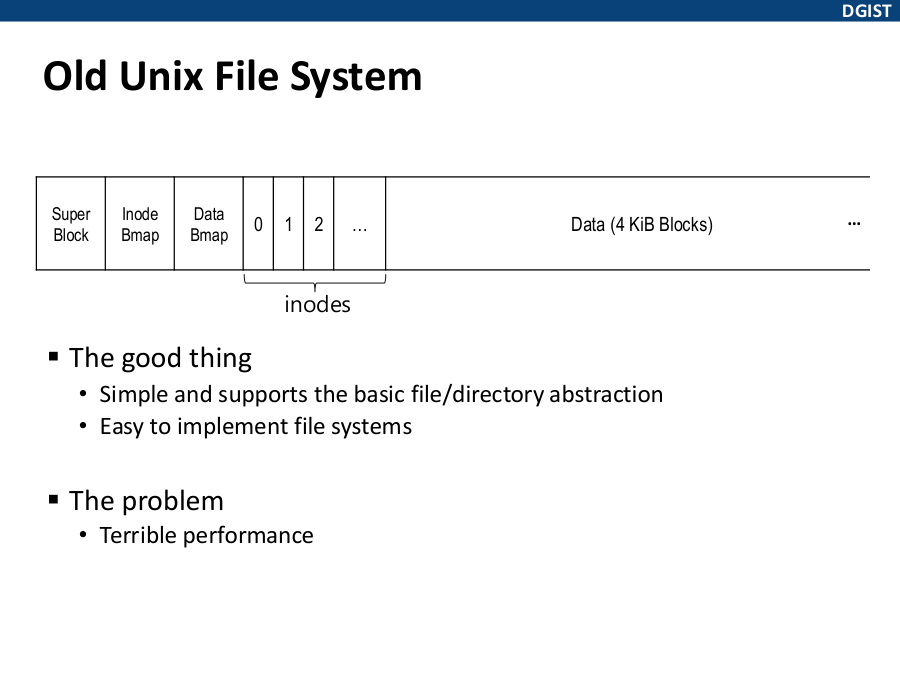 DGIST
Old Unix File System
Super
Block
Inode
Bmap
Data
Bmap
0
1
2
…
Data (4 KiB Blocks)
...
inodes
▪ The good thing
• Simple and supports the basic file/directory abstraction
• Easy to implement file systems
▪ The problem
• Terrible performance